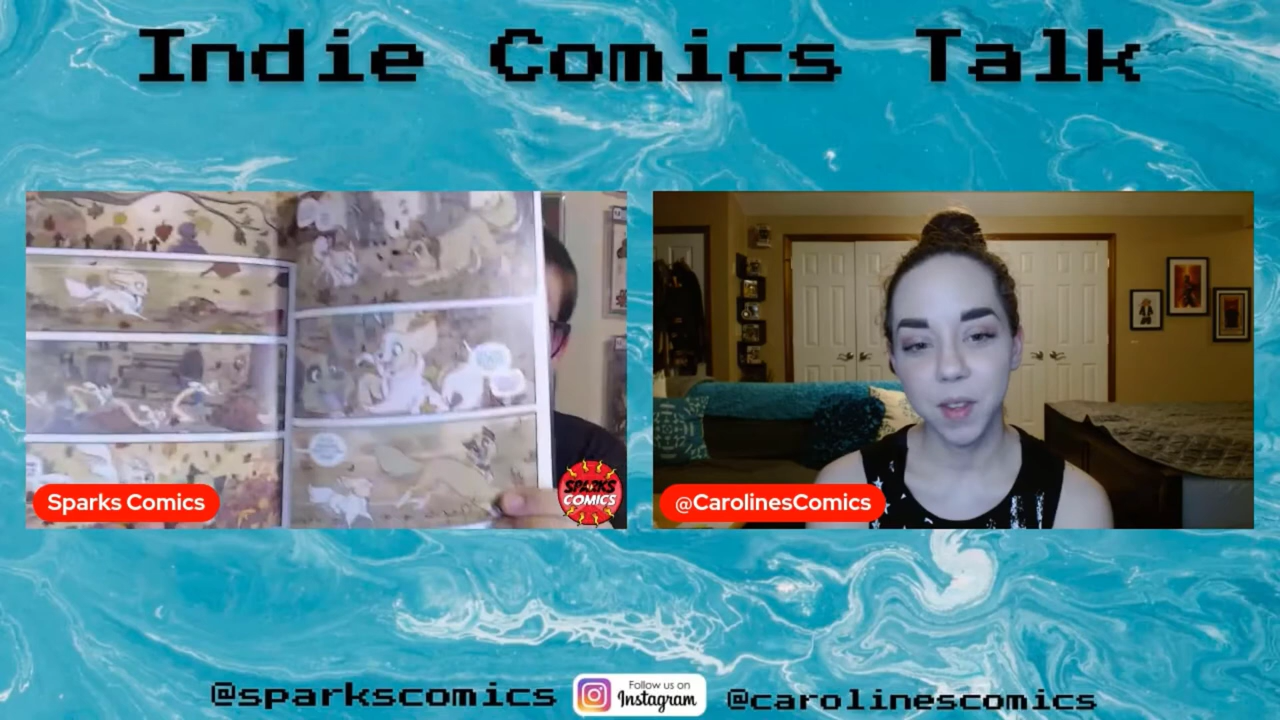 Indie Comics Talk
Sparks Comics
SPARKS
COMICS
@CarolinesComics
@sparkscomics
Follow us on
Instagram
@carolinescomics